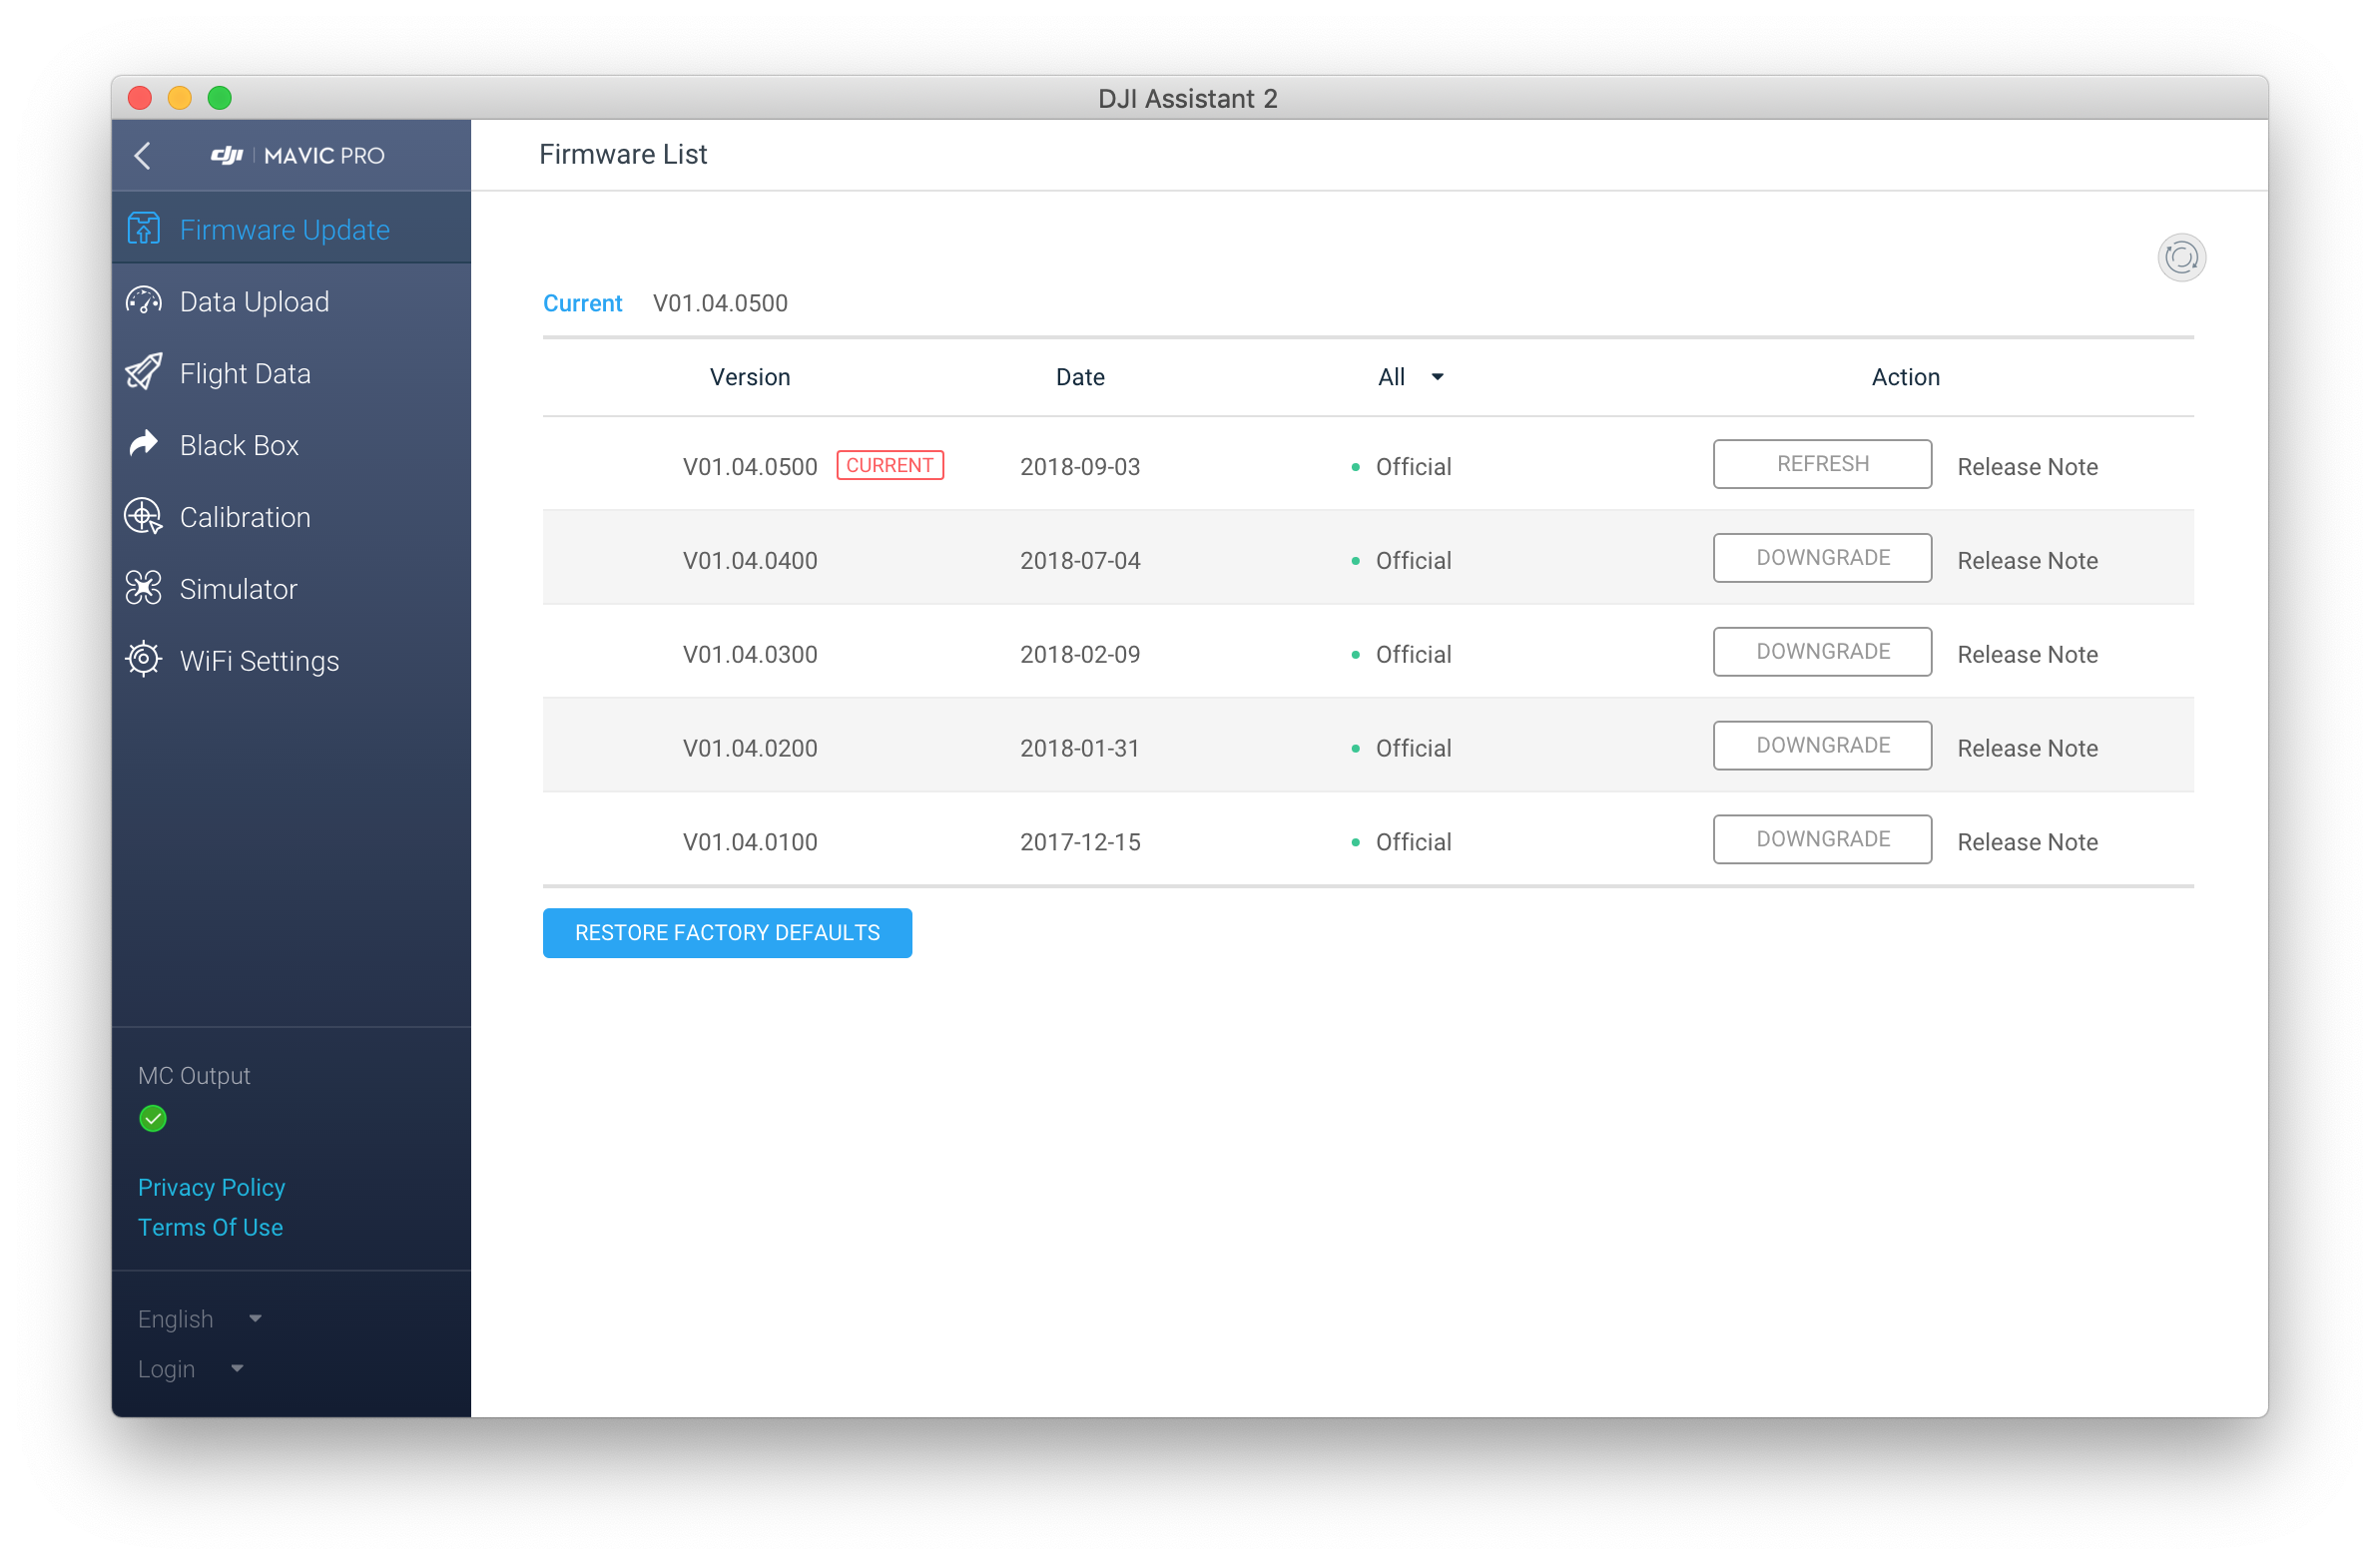 DJI Assistant 2
dji MAVIC PRO
Firmware List
Firmware Update
Data Upload
Flight Data
Black Box
Calibration
Simulator
WiFi Settings
MC Output
Privacy Policy
Terms Of Use
English
Login
Current V01.04.0500
Version Date All Action
V01.04.0500 CURRENT 2018-09-03 Official REFRESH Release Note
V01.04.0400 2018-07-04 Official DOWNGRADE Release Note
V01.04.0300 2018-02-09 Official DOWNGRADE Release Note
V01.04.0200 2018-01-31 Official DOWNGRADE Release Note
V01.04.0100 2017-12-15 Official DOWNGRADE Release Note
RESTORE FACTORY DEFAULTS